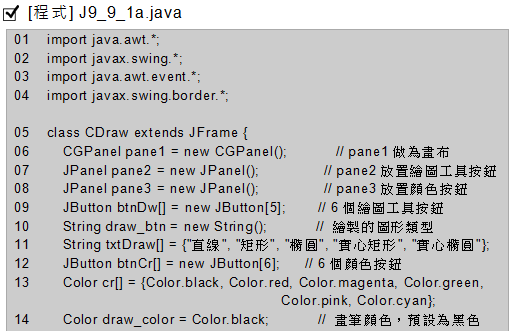 [程式] J9_9_1a.java
01 import java.awt.*;
02 import javax.swing.*;
03 import java.awt.event.*;
04 import javax.swing.border.*;
05 class CDraw extends JFrame {
06 CGPanel pane1 = new CGPanel(); // pane1 做為畫布
07 JPanel pane2 = new JPanel(); // pane2 放置繪圖工具按鈕
08 JPanel pane3 = new JPanel(); // pane3 放置顏色按鈕
09 JButton btnDw[] = new JButton[5]; // 6 個繪圖工具按鈕
10 String draw_btn = new String(); // 繪製的圖形類型
11 String txtDraw[] = {"直線", "矩形", "橢圓", "實心矩形", "實心橢圓"};
12 JButton btnCr[] = new JButton[6]; // 6 個顏色按鈕
13 Color cr[] = {Color.black, Color.red, Color.magenta, Color.green,
Color.pink, Color.cyan};
14 Color draw_color = Color.black; // 畫筆顏色，預設為黑色